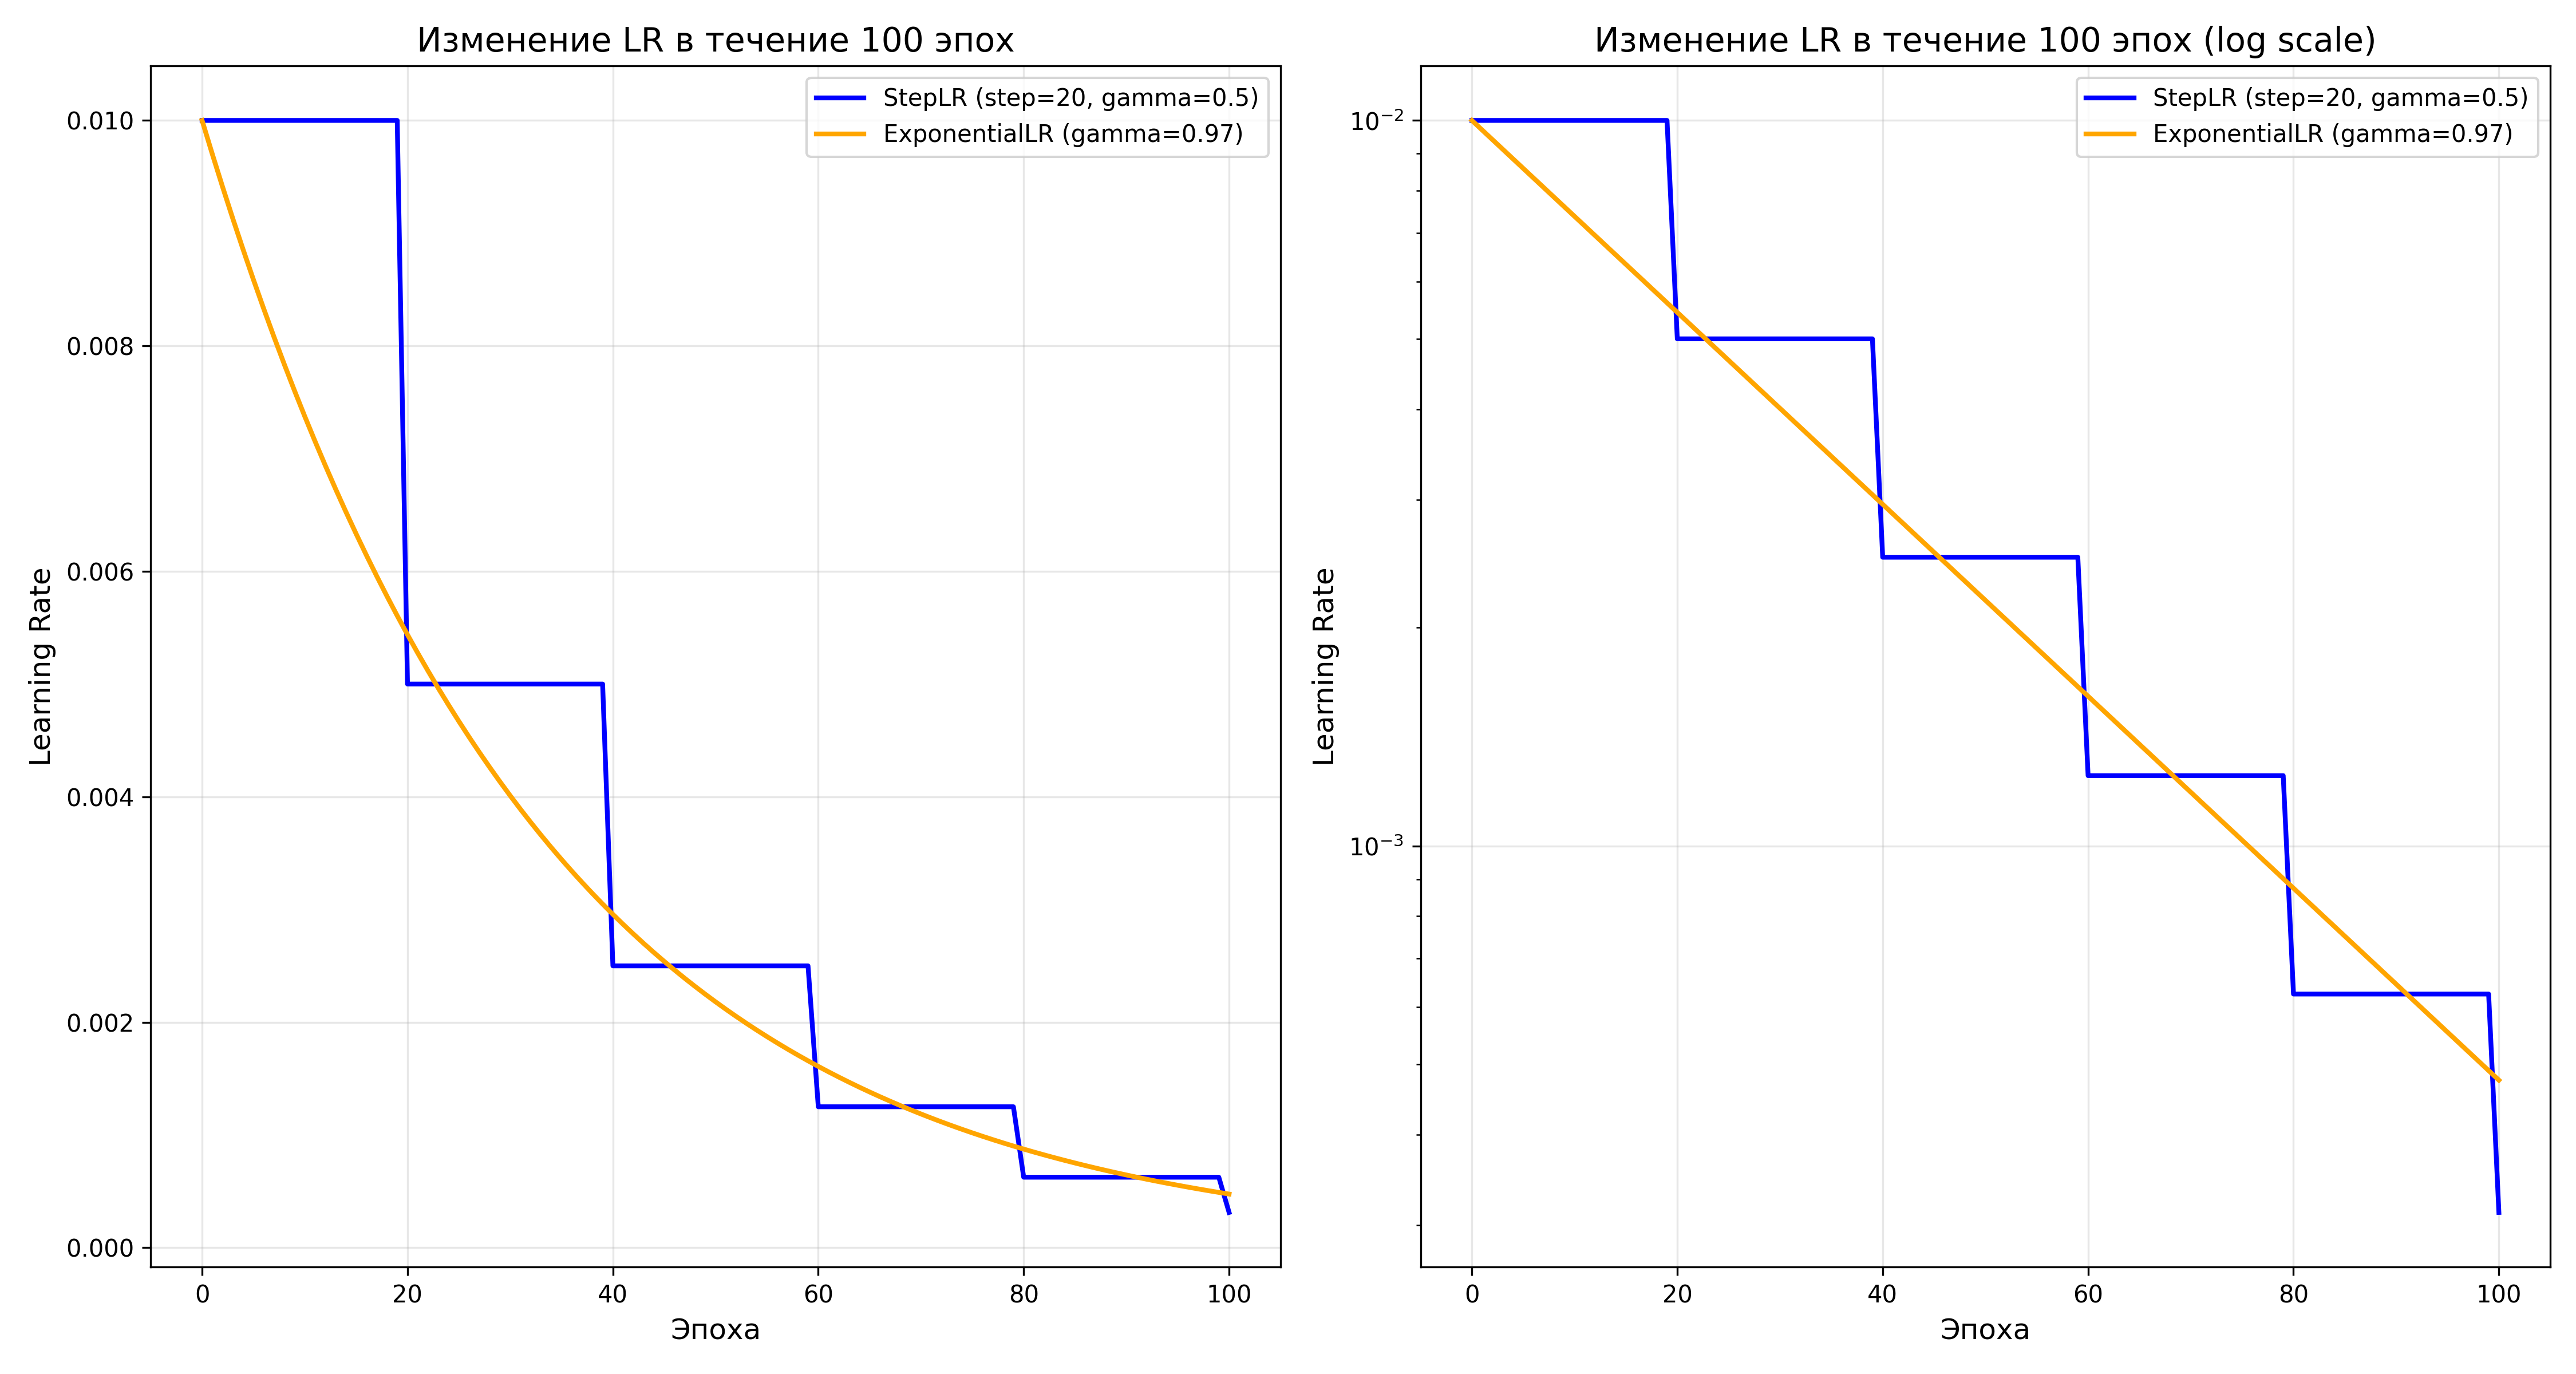 Изменение LR в течение 100 эпох
StepLR (step=20, gamma=0.5)
ExponentialLR (gamma=0.97)
0.010
0.008
0.006
0.004
0.002
0.000
Learning Rate
0 20 40 60 80 100
Эпоха
Изменение LR в течение 100 эпох (log scale)
StepLR (step=20, gamma=0.5)
ExponentialLR (gamma=0.97)
10⁻²
10⁻³
Learning Rate
0 20 40 60 80 100
Эпоха